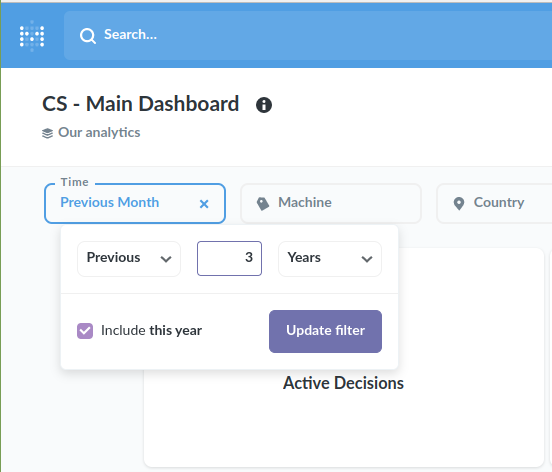 Search...
CS - Main Dashboard
Our analytics
Time
Previous Month
Machine
Country
Previous 3 Years
Include this year
Update filter
Active Decisions